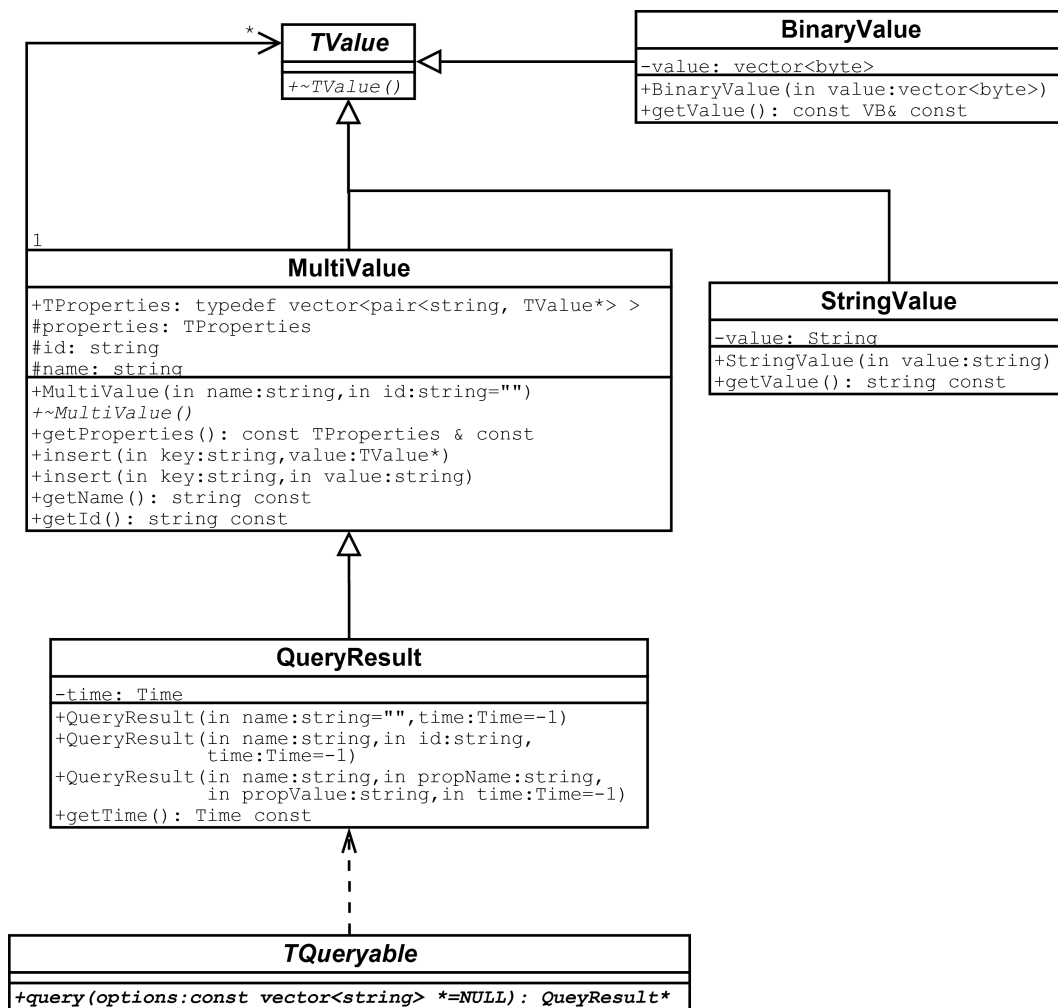 *
TValue
+~TValue()
BinaryValue
-value: vector<byte>
+BinaryValue(in value:vector<byte>)
+getValue(): const VB& const
1
MultiValue
+TProperties: typedef vector<pair<string, TValue*> >
#properties: TProperties
#id: string
#name: string
+MultiValue(in name:string,in id:string="")
+~MultiValue()
+getProperties(): const TProperties & const
+insert(in key:string,value:TValue*)
+insert(in key:string,in value:string)
+getName(): string const
+getId(): string const
StringValue
-value: String
+StringValue(in value:string)
+getValue(): string const
QueryResult
-time: Time
+QueryResult(in name:string="",time:Time=-1)
+QueryResult(in name:string,in id:string,
time:Time=-1)
+QueryResult(in name:string,in propName:string,
in propValue:string,in time:Time=-1)
+getTime(): Time const
TQueryable
+query(options:const vector<string> *=NULL): QueyResult*